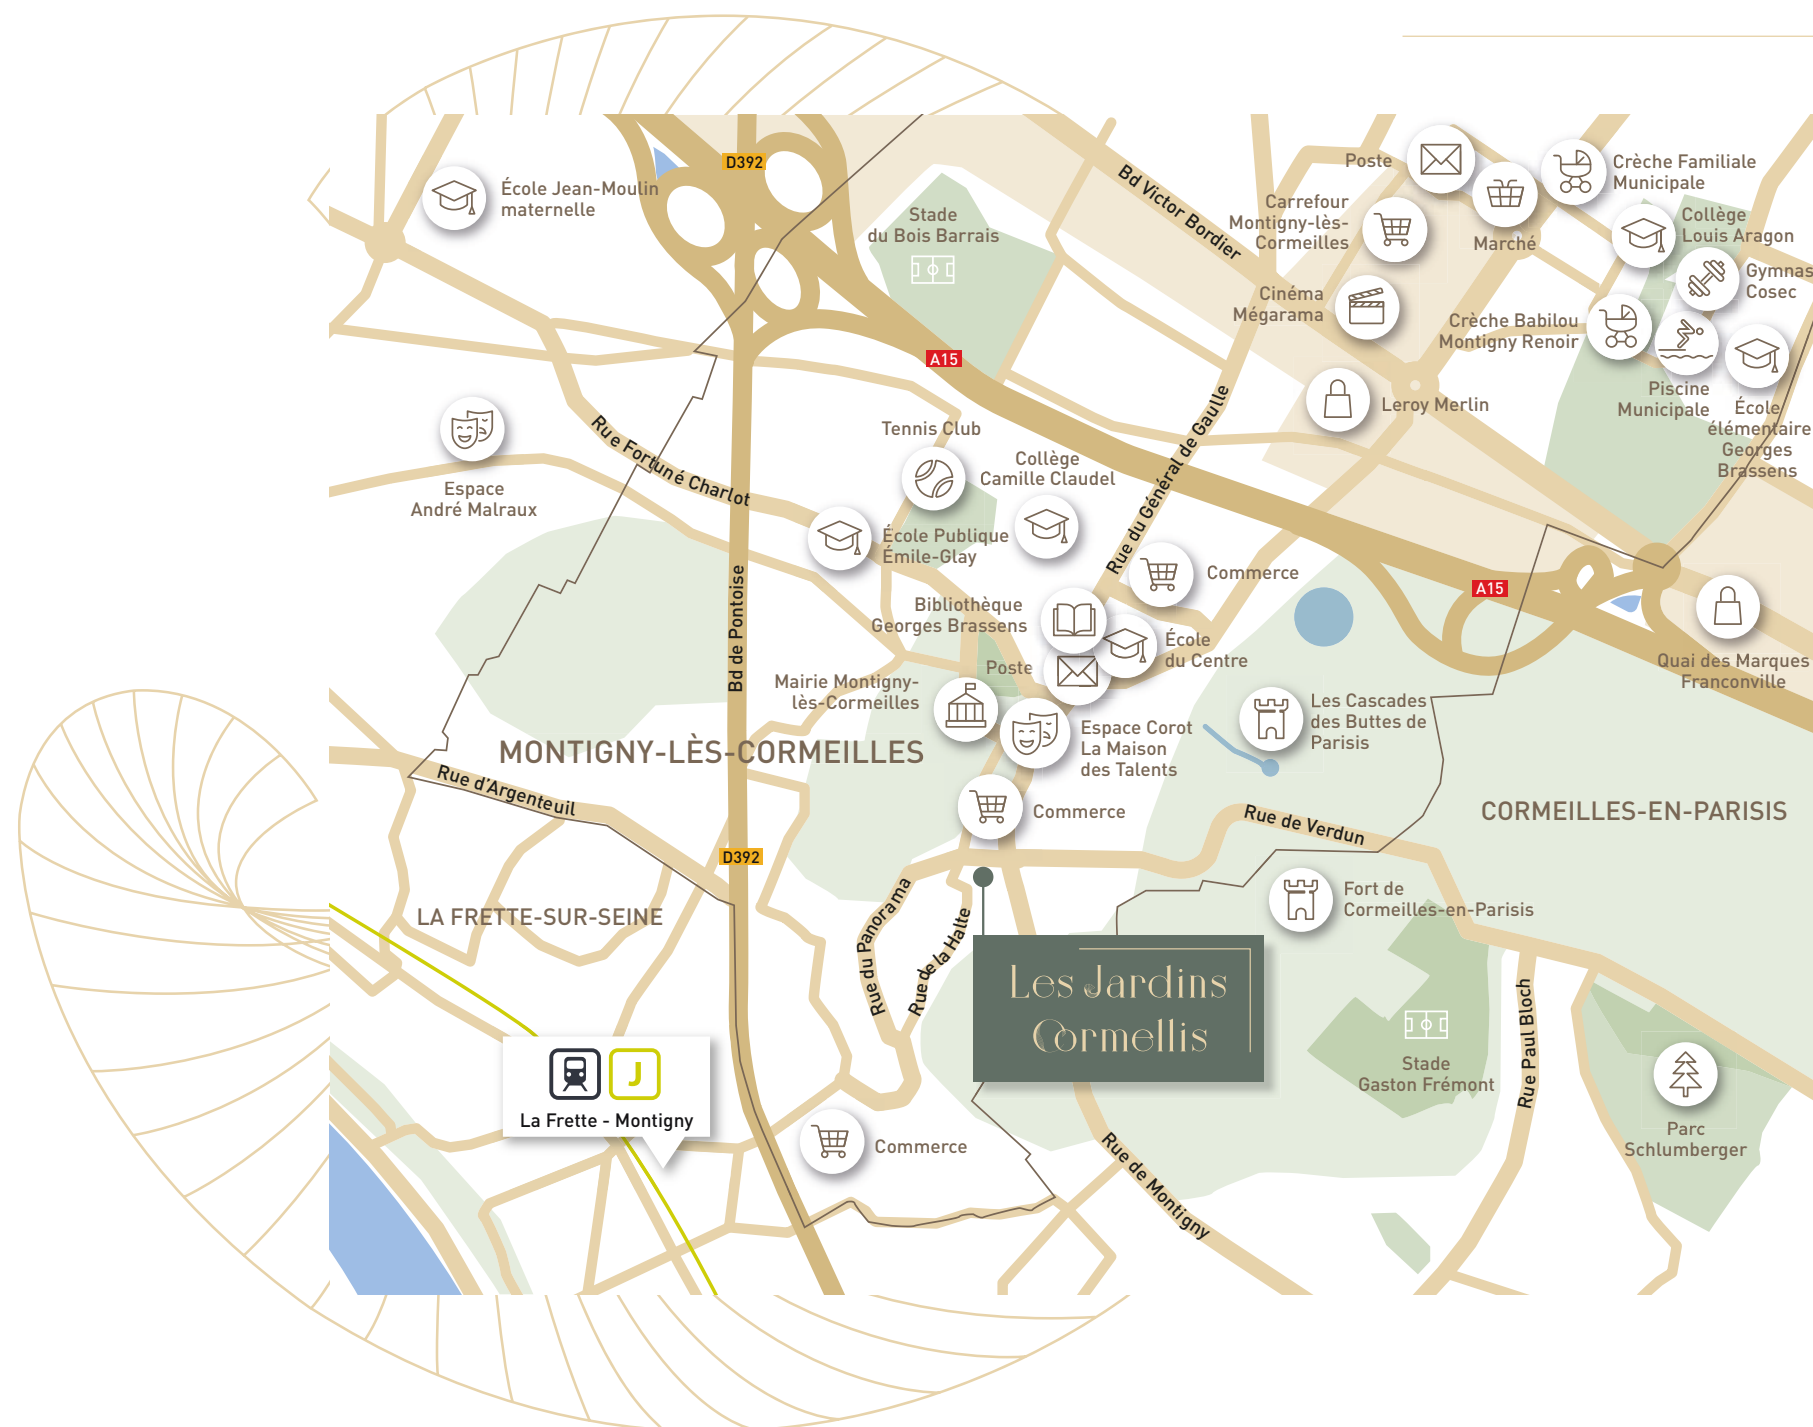 D392
Poste
Crèche Familiale
Municipale
École Jean-Moulin
maternelle
Bd Victor Bordier
Carrefour
Montigny-lès-
Cormeilles
Marché
Collège
Louis Aragon
Stade
du Bois Barrais
Gymnas
Cosec
Cinéma
Mégarama
Crèche Babilou
Montigny Renoir
A15
Piscine
Municipale
École
élémentaire
Georges
Brassens
Leroy Merlin
Rue Fortuné Charlot
Tennis Club
Rue du Général de Gaulle
Collège
Camille Claudel
Espace
André Malraux
École Publique
Émile-Glay
Commerce
A15
Bd de Pontoise
Bibliothèque
Georges Brassens
École
du Centre
Poste
Quai des Marques
Franconville
Mairie Montigny-
lès-Cormeilles
Les Cascades
des Buttes de
Parisis
Espace Corot
La Maison
des Talents
MONTIGNY-LÈS-CORMEILLES
Rue d'Argenteuil
Commerce
Rue de Verdun
CORMEILLES-EN-PARISIS
D392
Fort de
Cormeilles-en-Parisis
LA FRETTE-SUR-SEINE
Rue du Panorama
Rue de la Halte
Les Jardins
Cormellis
Rue Paul Bloch
Stade
Gaston Frémont
J
La Frette - Montigny
Commerce
Parc
Schlumberger
Rue de Montigny